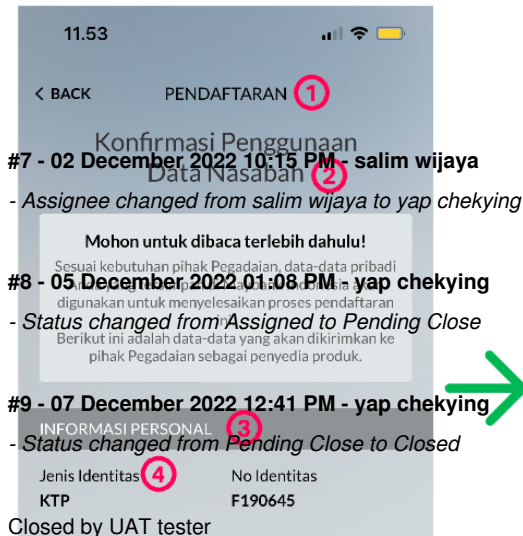 11.53
< BACK
PENDAFTARAN 1
Konfirmasi Penggunaan
#7 - 02 December 2022 10:15 PM - salim wijaya
Data Nasabah 2
- Assignee changed from salim wijaya to yap chekying
Mohon untuk dibaca terlebih dahulu!
Sesuai kebutuhan pihak Pegadaian, data-data pribadi
#8 - 05 December 2022 01:08 PM - yap chekying
digunakan untuk menyelesaikan proses pendaftaran
- Status changed from Assigned to Pending Close
Berikut ini adalah data-data yang akan dikirimkan ke
pihak Pegadaian sebagai penyedia produk.
#9 - 07 December 2022 12:41 PM - yap chekying
INFORMASI PERSONAL 3
- Status changed from Pending Close to Closed
Jenis Identitas 4 No Identitas
KTP F190645
Closed by UAT tester